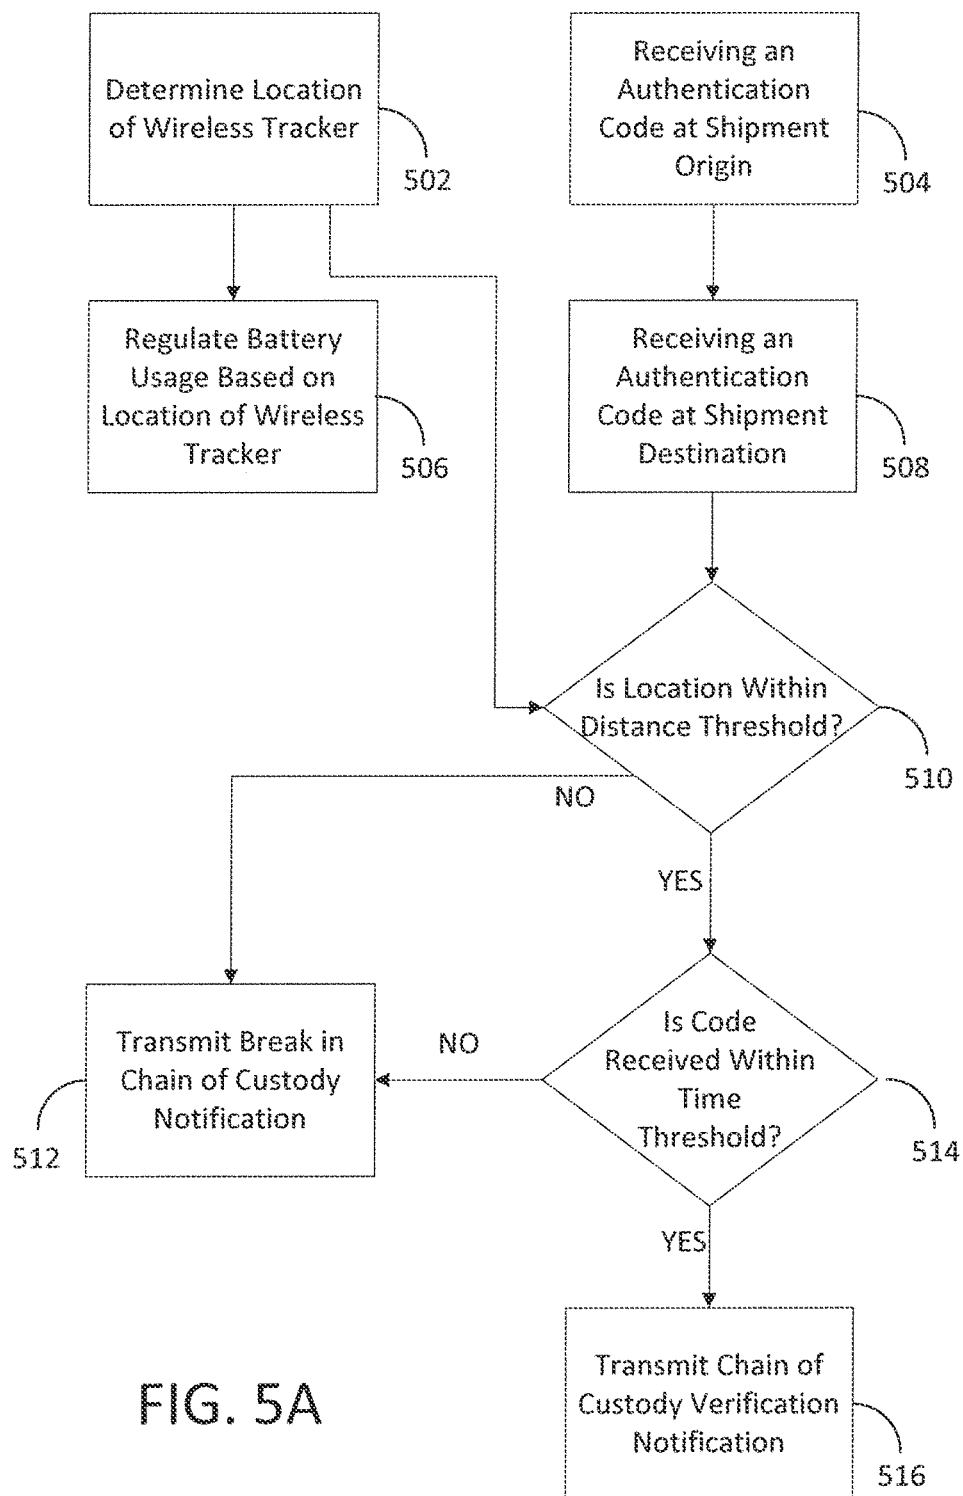 Determine Location
of Wireless Tracker
502
Receiving an
Authentication
Code at Shipment
Origin
504
Regulate Battery
Usage Based on
Location of Wireless
Tracker
506
Receiving an
Authentication
Code at Shipment
Destination
508
Is Location Within
Distance Threshold?
510
NO
YES
Transmit Break in
Chain of Custody
Notification
512
NO
Is Code
Received Within
Time
Threshold?
514
YES
Transmit Chain of
Custody Verification
Notification
516
FIG. 5A